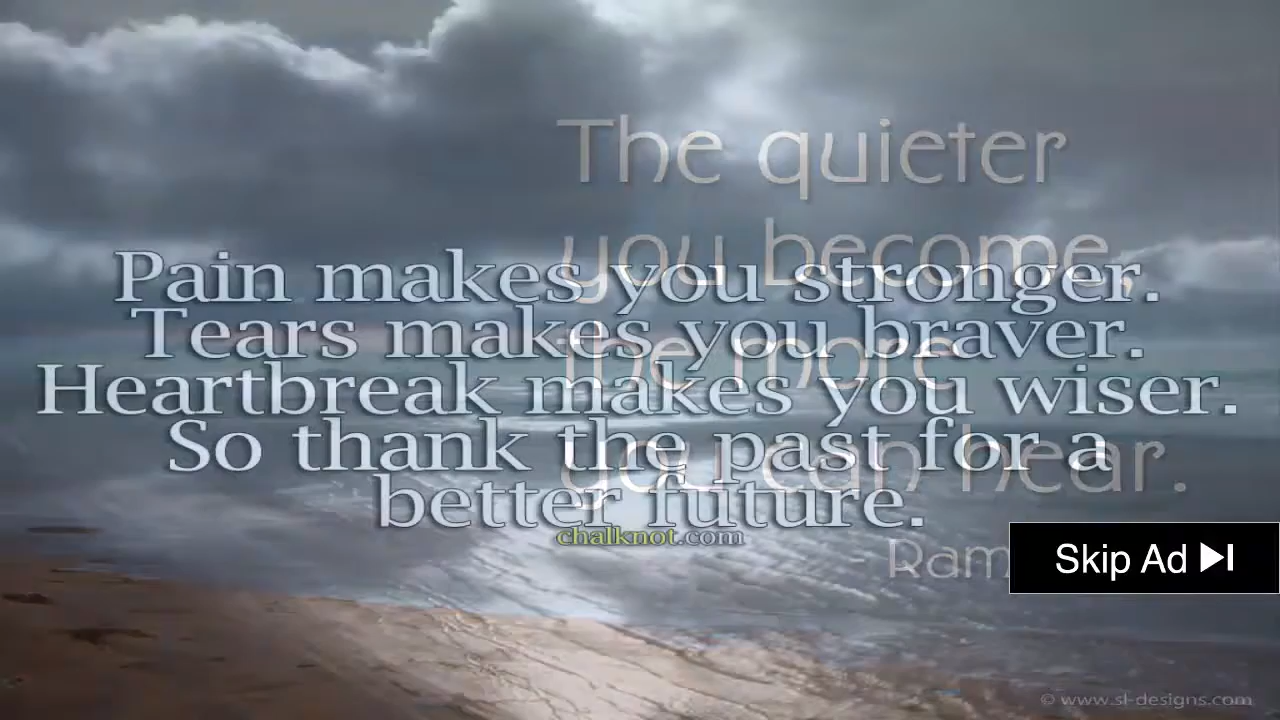 The quieter
you become,
the more
you can hear.
Pain makes you stronger.
Tears makes you braver.
Heartbreak makes you wiser.
So thank the past for a
better future.
chalknot.com
Skip Ad
© www.sl-designs.com